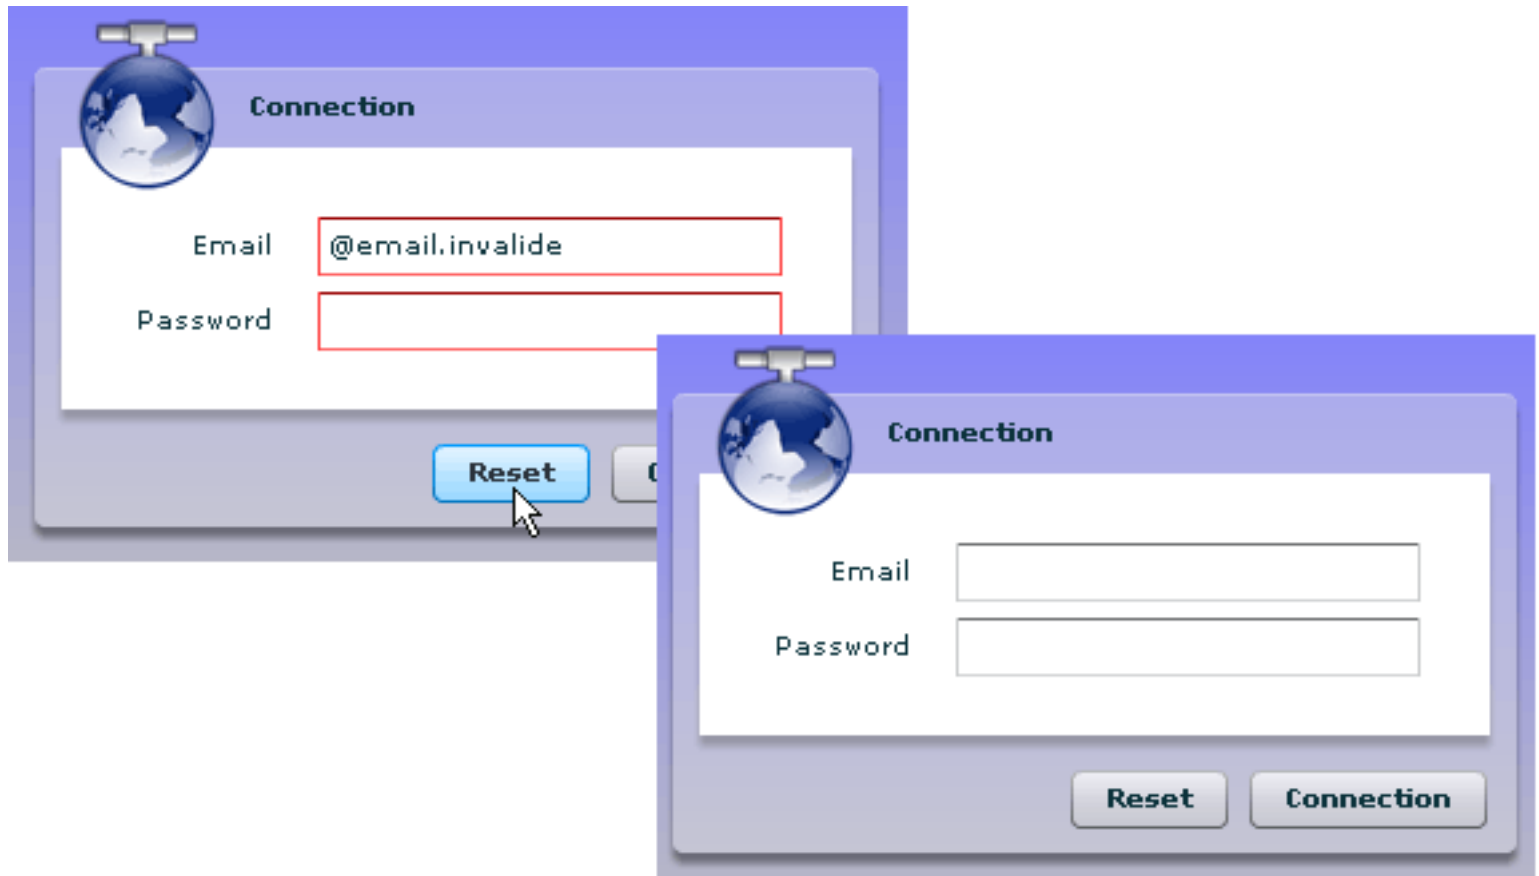 Connection
Email
@email.invalide
Password
Reset
Connection
Email
Password
Reset
Connection